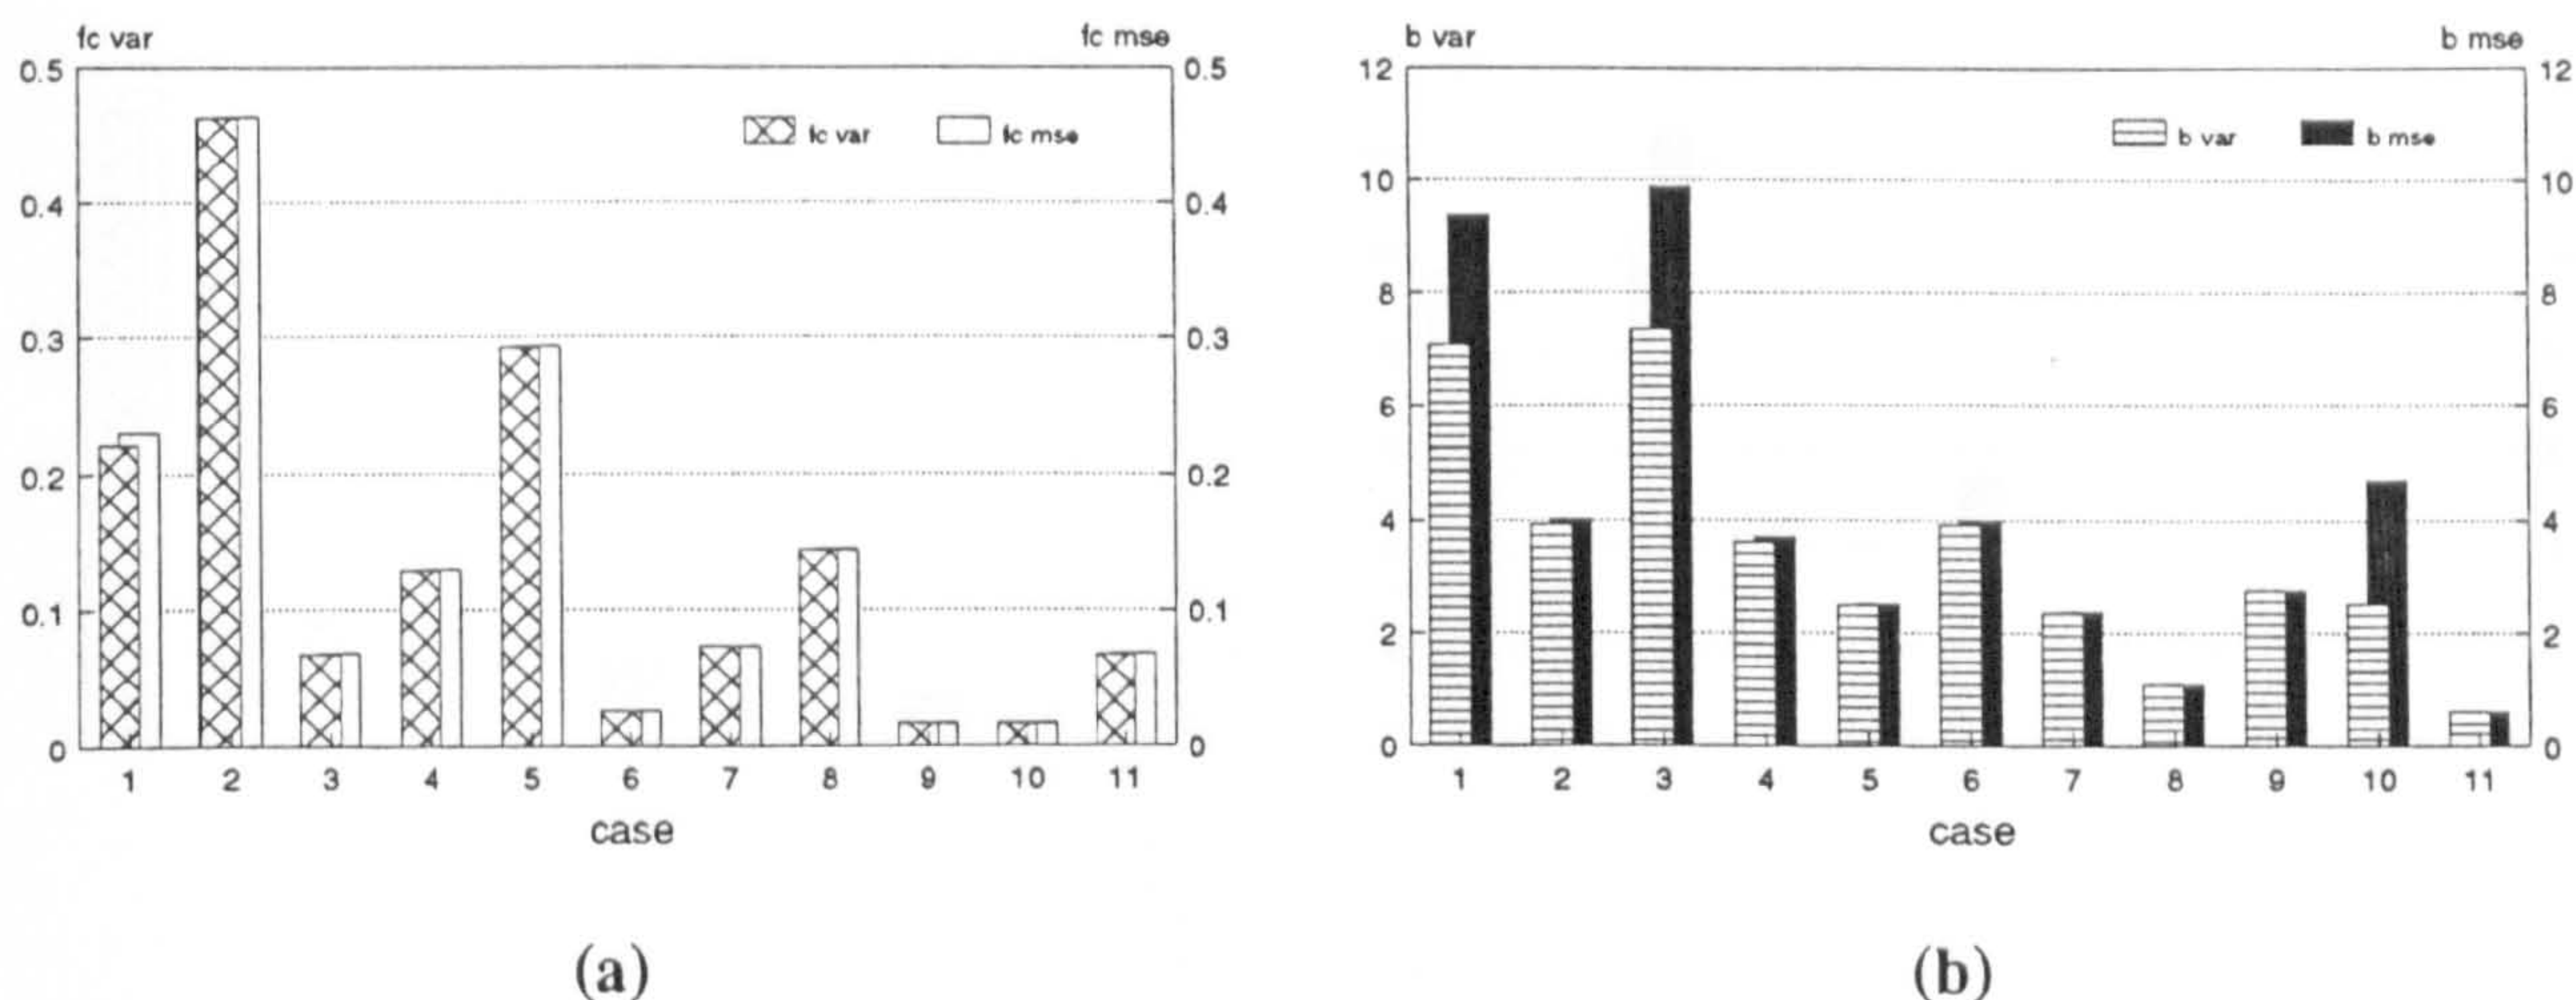 fc var fc mse
0.5 0.5
fc var fc mse
0.4 0.4
0.3 0.3
0.2 0.2
0.1 0.1
0 0
1 2 3 4 5 6 7 8 9 10 11
case
(a)
b var b mse
12 12
b var b mse
10 10
8 8
6 6
4 4
2 2
0 0
1 2 3 4 5 6 7 8 9 10 11
case
(b)